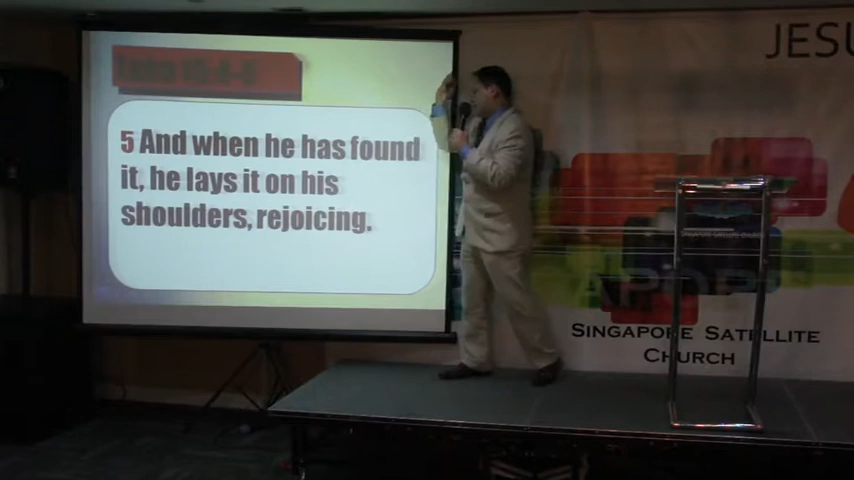 5 And when he has found
it, he lays it on his
shoulders, rejoicing.
JESU
SINGAPORE SATELLITE
CHURCH